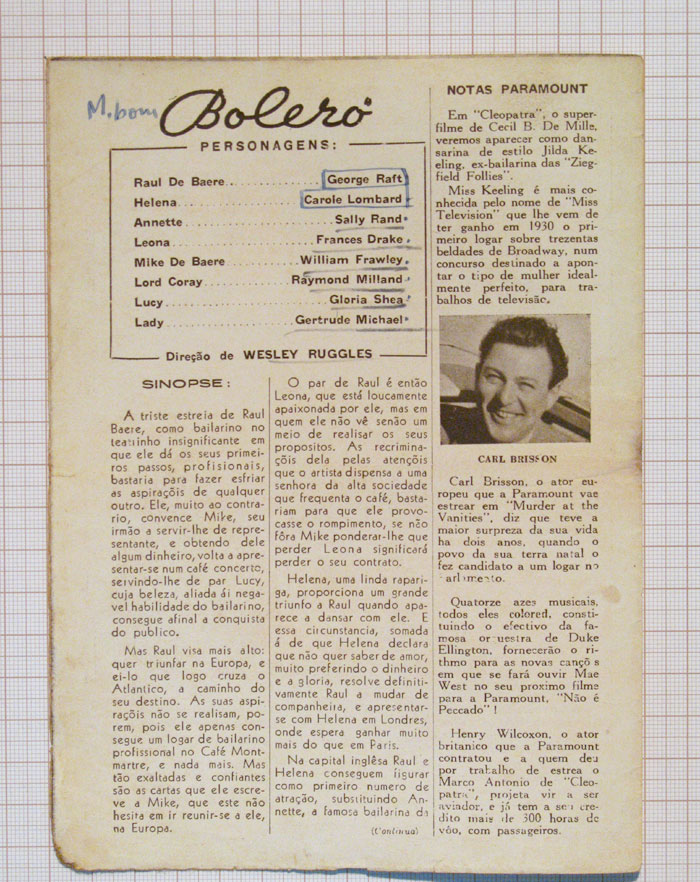 M. bom
Bolero
PERSONAGENS:
Raul De Baere.......... George Raft
Helena.......... Carole Lombard
Annette.......... Sally Rand
Leona.......... Frances Drake
Mike De Baere.......... William Frawley
Lord Coray.......... Raymond Milland
Lucy.......... Gloria Shea
Lady.......... Gertrude Michael
Direção de WESLEY RUGGLES
SINOPSE:
A triste estreia de Raul
Baere, como bailarino no
teatrinho insignificante em
que ele dá os seus primei-
ros passos, profisionais,
bastaria para fazer esfriar
as aspiraçõis de qualquer
outro. Ele, muito ao contra-
rio, convence Mike, seu
irmão a servir-lhe de repre-
sentante, e obtendo dele
algum dinheiro, volta a apre-
sentar-se num café concerto,
servindo-lhe de par Lucy,
cuja beleza, aliada ái negá-
vel habilidade do bailarino,
consegue afinal a conquista
do publico.
Mas Raul visa mais alto:
quer triunfar na Europa, e
ei-lo que logo cruza o
Atlantico, a caminho do
seu destino. As suas aspi-
raçõis não se realisam, po-
rem, pois ele apenas con-
segue um logar de bailarino
profissional no Café Mont-
martre, e nada mais. Mas
tão exaltadas e confiantes
são as cartas que ele escre-
ve a Mike, que este não
hesita em ir reunir-se a ele,
na Europa.
O par de Raul é então
Leona, que está loucamente
apaixonada por ele, mas em
quem ele não vê senão um
meio de realisar os seus
propositos. As recrimina-
çõis dela pelas atençõis
que o artista dispensa a uma
senhora da alta sociedade
que frequenta o café, basta-
riam para que ele provo-
casse o rompimento, se não
fôra Mike ponderar-lhe que
perder Leona significará
perder o seu contrato.
Helena, uma linda rapari-
ga, proporciona um grande
triunfo a Raul quando apa-
rece a dansar com ele. E
essa circunstancia, somada
á de que Helena declara
que não quer saber de amor,
muito preferindo o dinheiro
e a gloria, resolve definiti-
vamente Raul a mudar de
companheira, e apresentar-
se com Helena em Londres,
onde espera ganhar muito
mais do que em Paris.
Na capital inglêsa Raul e
Helena conseguem figurar
como primeiro numero de
atração, substituindo An-
nette, a famosa bailarina da
(Continua)
NOTAS PARAMOUNT
Em "Cleopatra", o super-
filme de Cecil B. De Mille,
veremos aparecer como dan-
sarina de estilo Jilda Ke-
eling, ex-bailarina das "Zieg-
field Follies".
Miss Keeling é mais co-
nhecida pelo nome de "Miss
Television" que lhe vem de
ter ganho em 1930 o pri-
meiro logar sobre trezentas
beldades de Broadway, num
concurso destinado a apon-
tar o tipo de mulher ideal-
mente perfeito, para tra-
balhos de televisão.
CARL BRISSON
Carl Brisson, o ator eu-
ropeu que a Paramount vae
estrear em "Murder at the
Vanities", diz que teve a
maior surpreza da sua vida
ha dois anos, quando o
povo da sua terra natal o
fez candidato a um logar no
Quatorze azes musicais,
todos eles colored, consti-
tuindo o efectivo da fa-
mosa orquestra de Duke
Ellington, fornecerão o ri-
thmo para as novas
em que se fará ouvir Mae
West no seu proximo filme
para a Paramount, "Não é
Peccado"!
Henry Wilcoxon, o ator
britanico que a Paramount
contratou e a quem deu
por trabalho de estrea o
Marco Antonio de "Cleo-
patra", projeta vir a ser
aviador, e já tem a seu cre-
dito mais de 300 horas de
vôo, com passageiros.